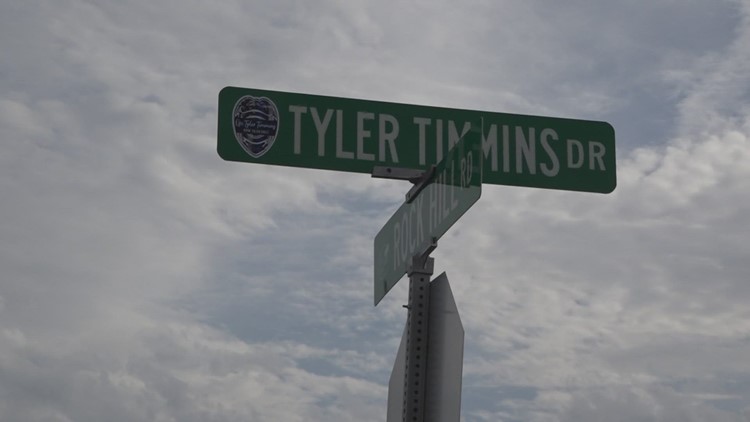 TYLER TIMMINS DR
ROCK HILL RD